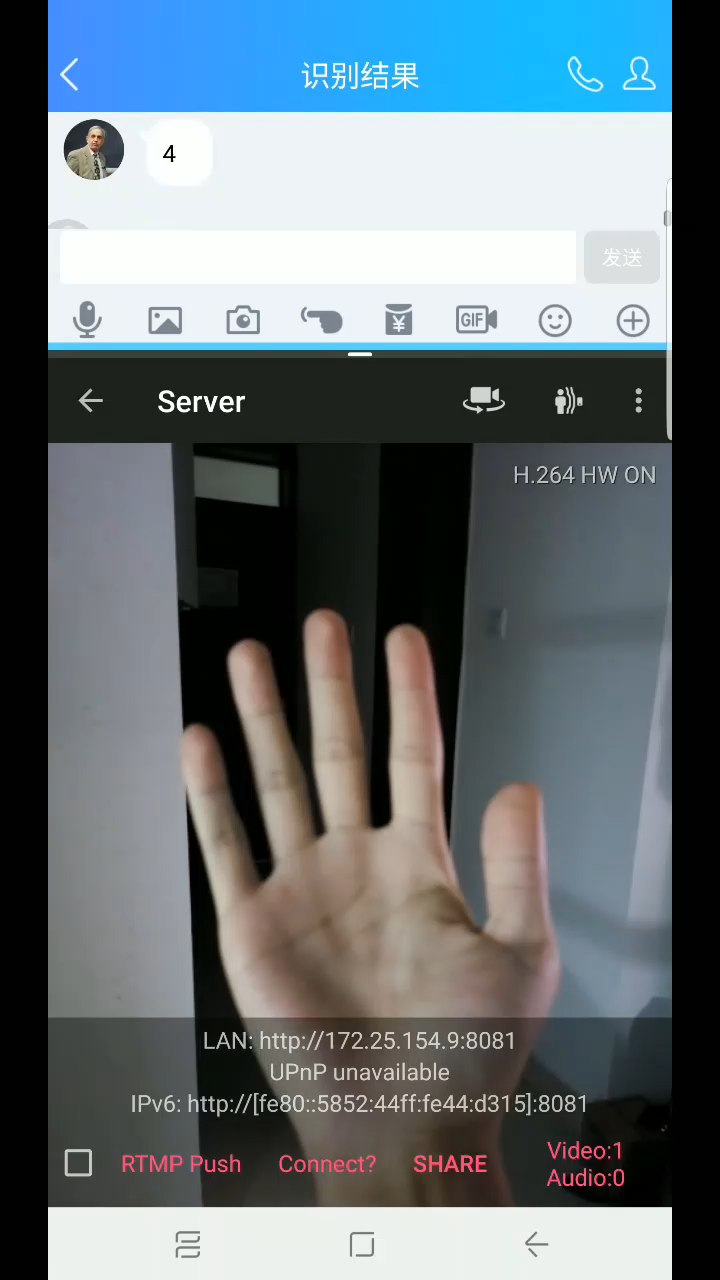 识别结果
4
发送
GIF
Server
H.264 HW ON
LAN: http://172.25.154.9:8081
UPnP unavailable
IPv6: http://[fe80::5852:44ff:fe44:d315]:8081
RTMP Push
Connect?
SHARE
Video:1
Audio:0